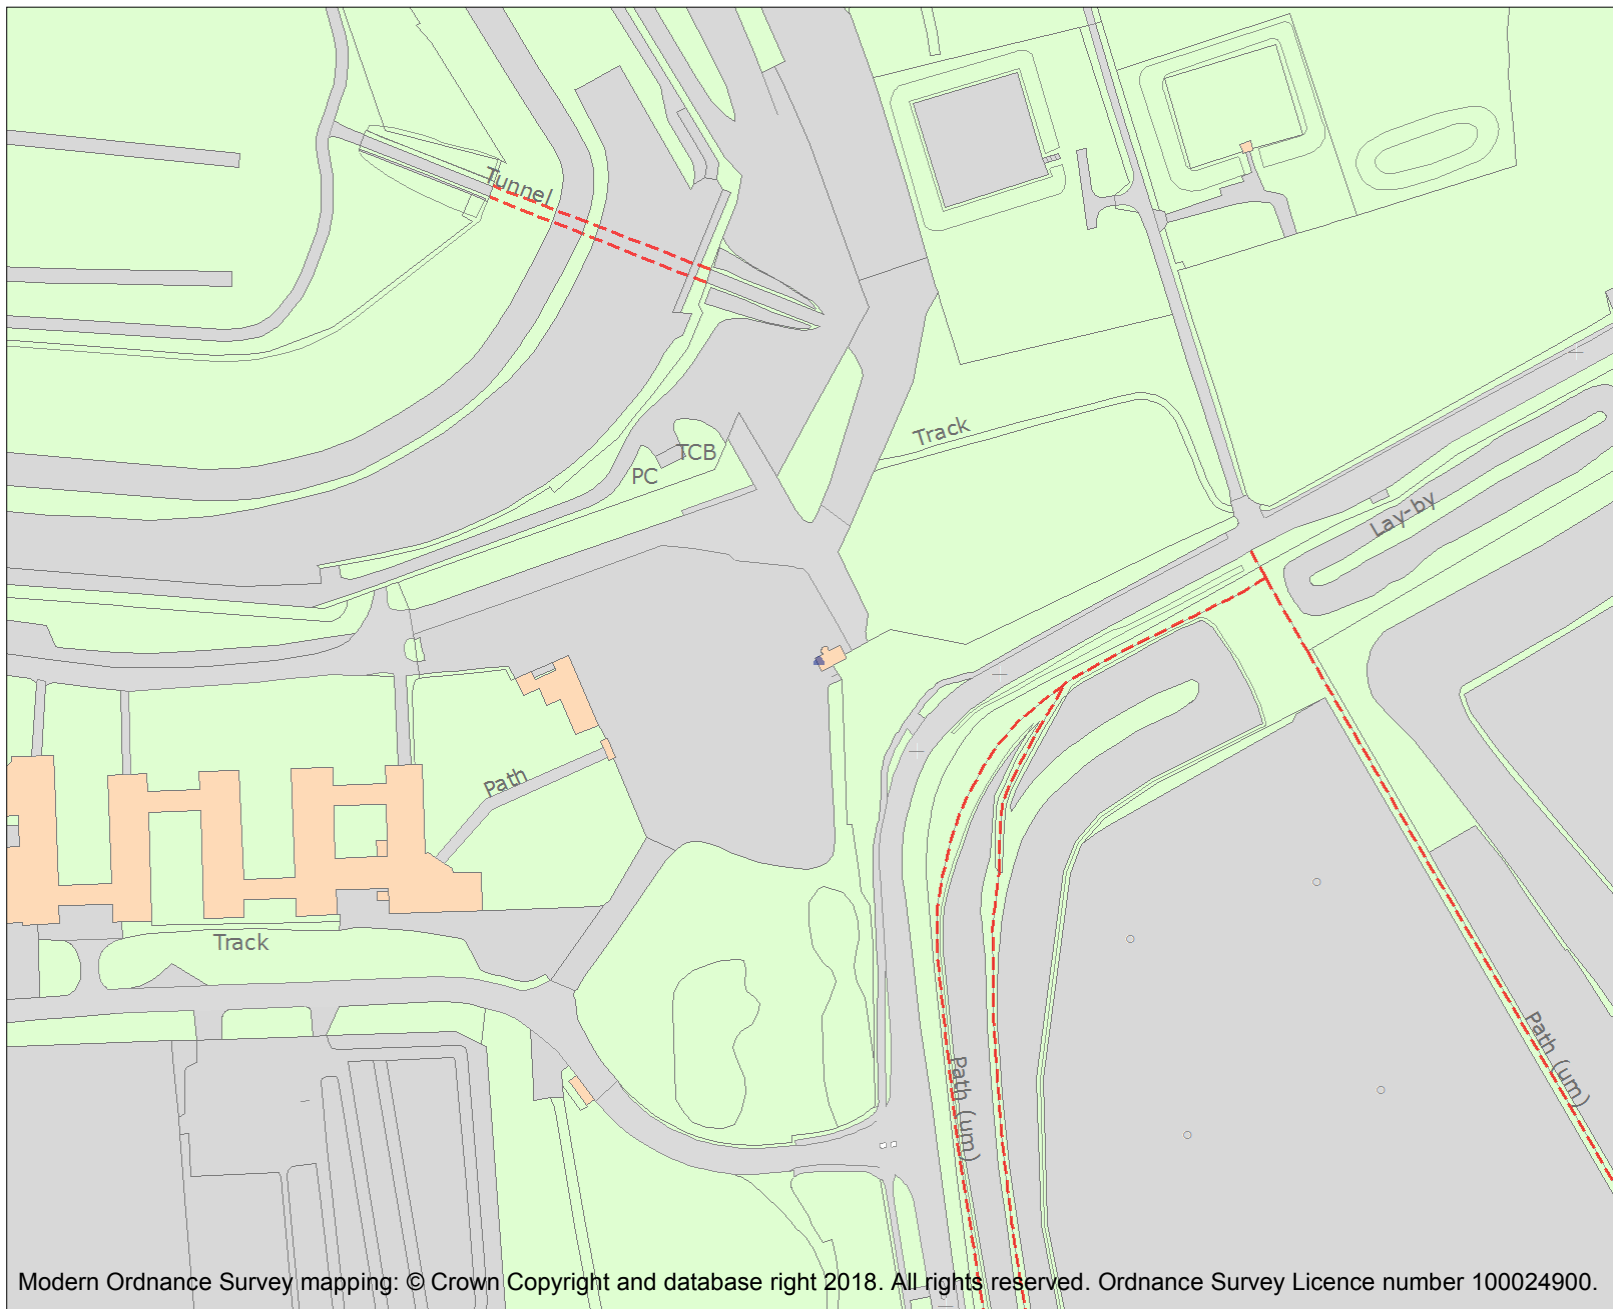 Tunnel
Track
TCB
PC
Lay-by
Path
Track
Path (um)
Path (um)
Modern Ordnance Survey mapping: © Crown Copyright and database right 2018. All rights reserved. Ordnance Survey Licence number 100024900.